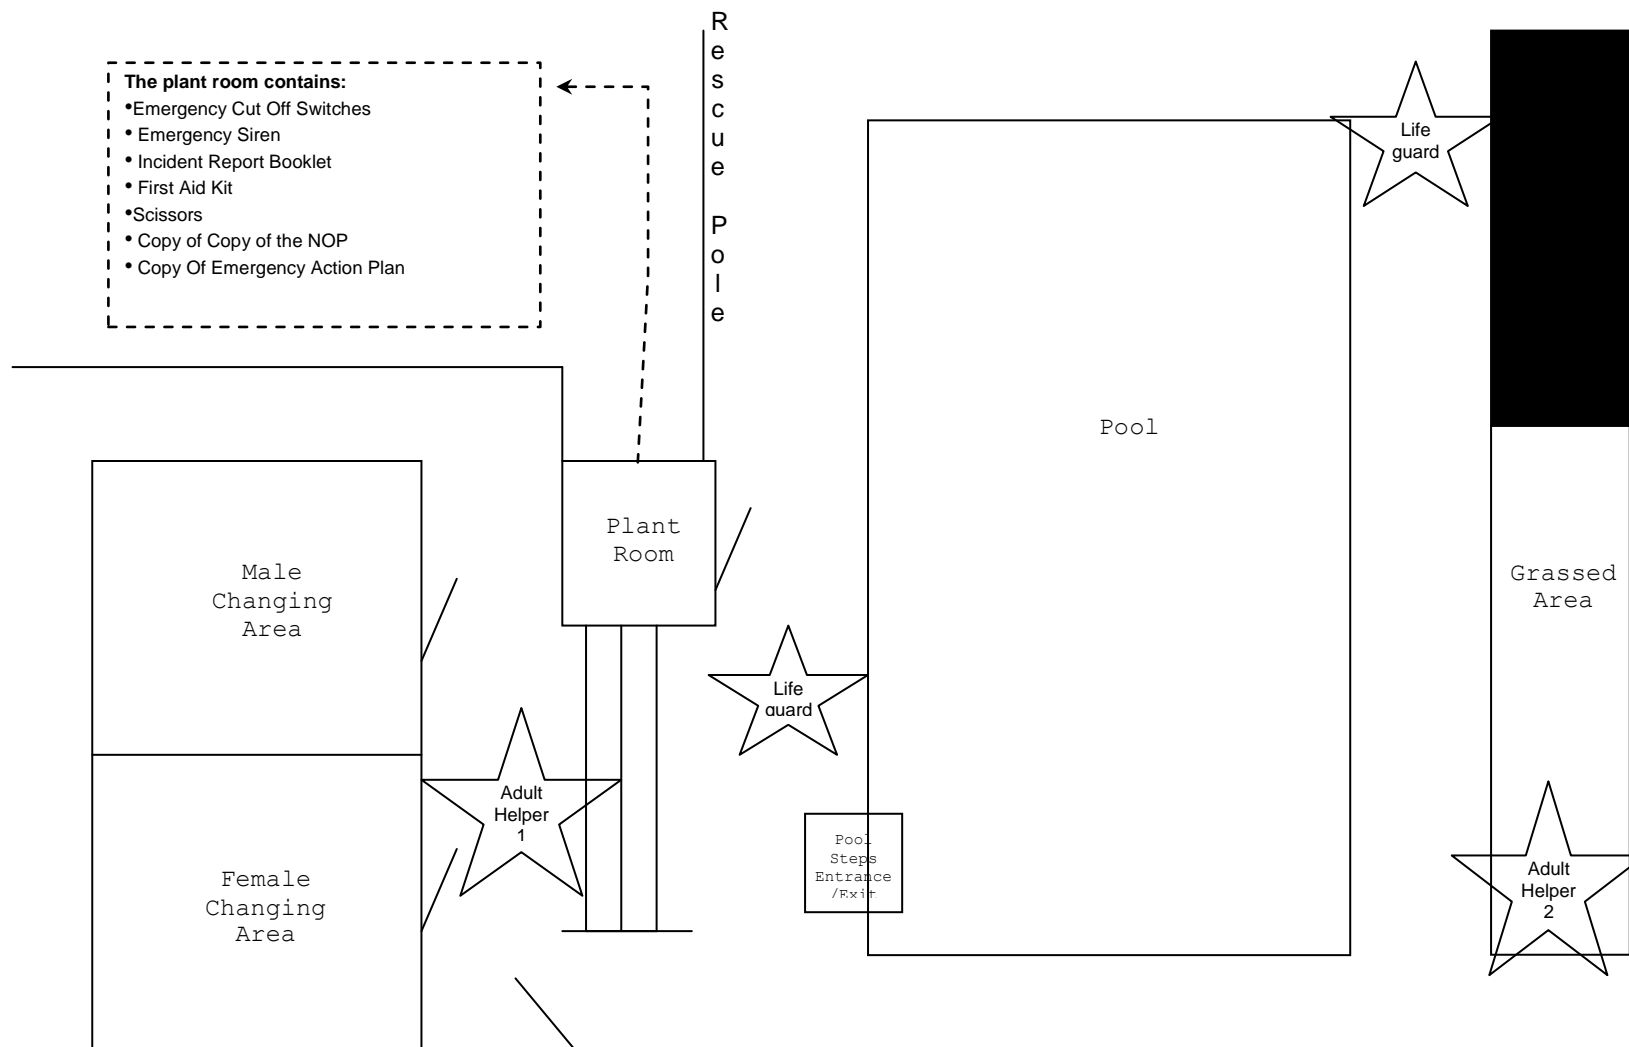 The plant room contains:
•Emergency Cut Off Switches
• Emergency Siren
• Incident Report Booklet
• First Aid Kit
•Scissors
• Copy of Copy of the NOP
• Copy Of Emergency Action Plan
Rescue Pole
Life
guard
Pool
Plant
Room
Male
Changing
Area
Grassed
Area
Life
guard
Adult
Helper
1
Pool
Steps
Entrance
/Exit
Female
Changing
Area
Adult
Helper
2